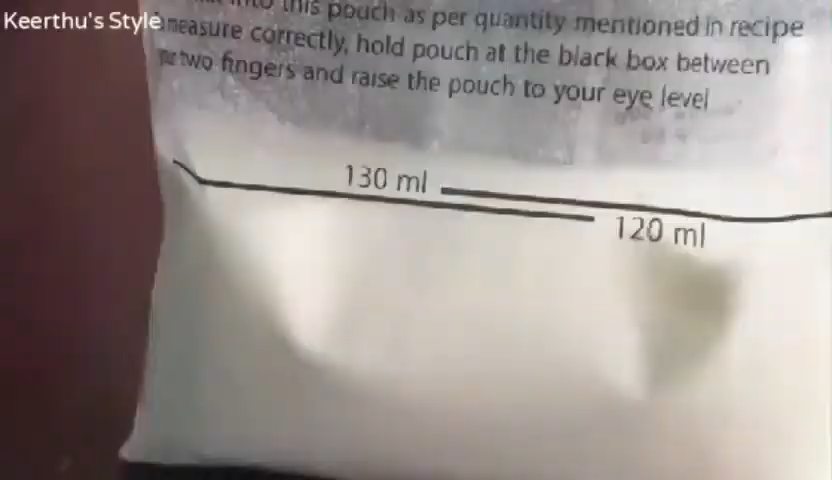 Keerthu's Style
this pouch as per quantity mentioned in recipe
measure correctly, hold pouch at the black box between
two fingers and raise the pouch to your eye level
130 ml
120 ml